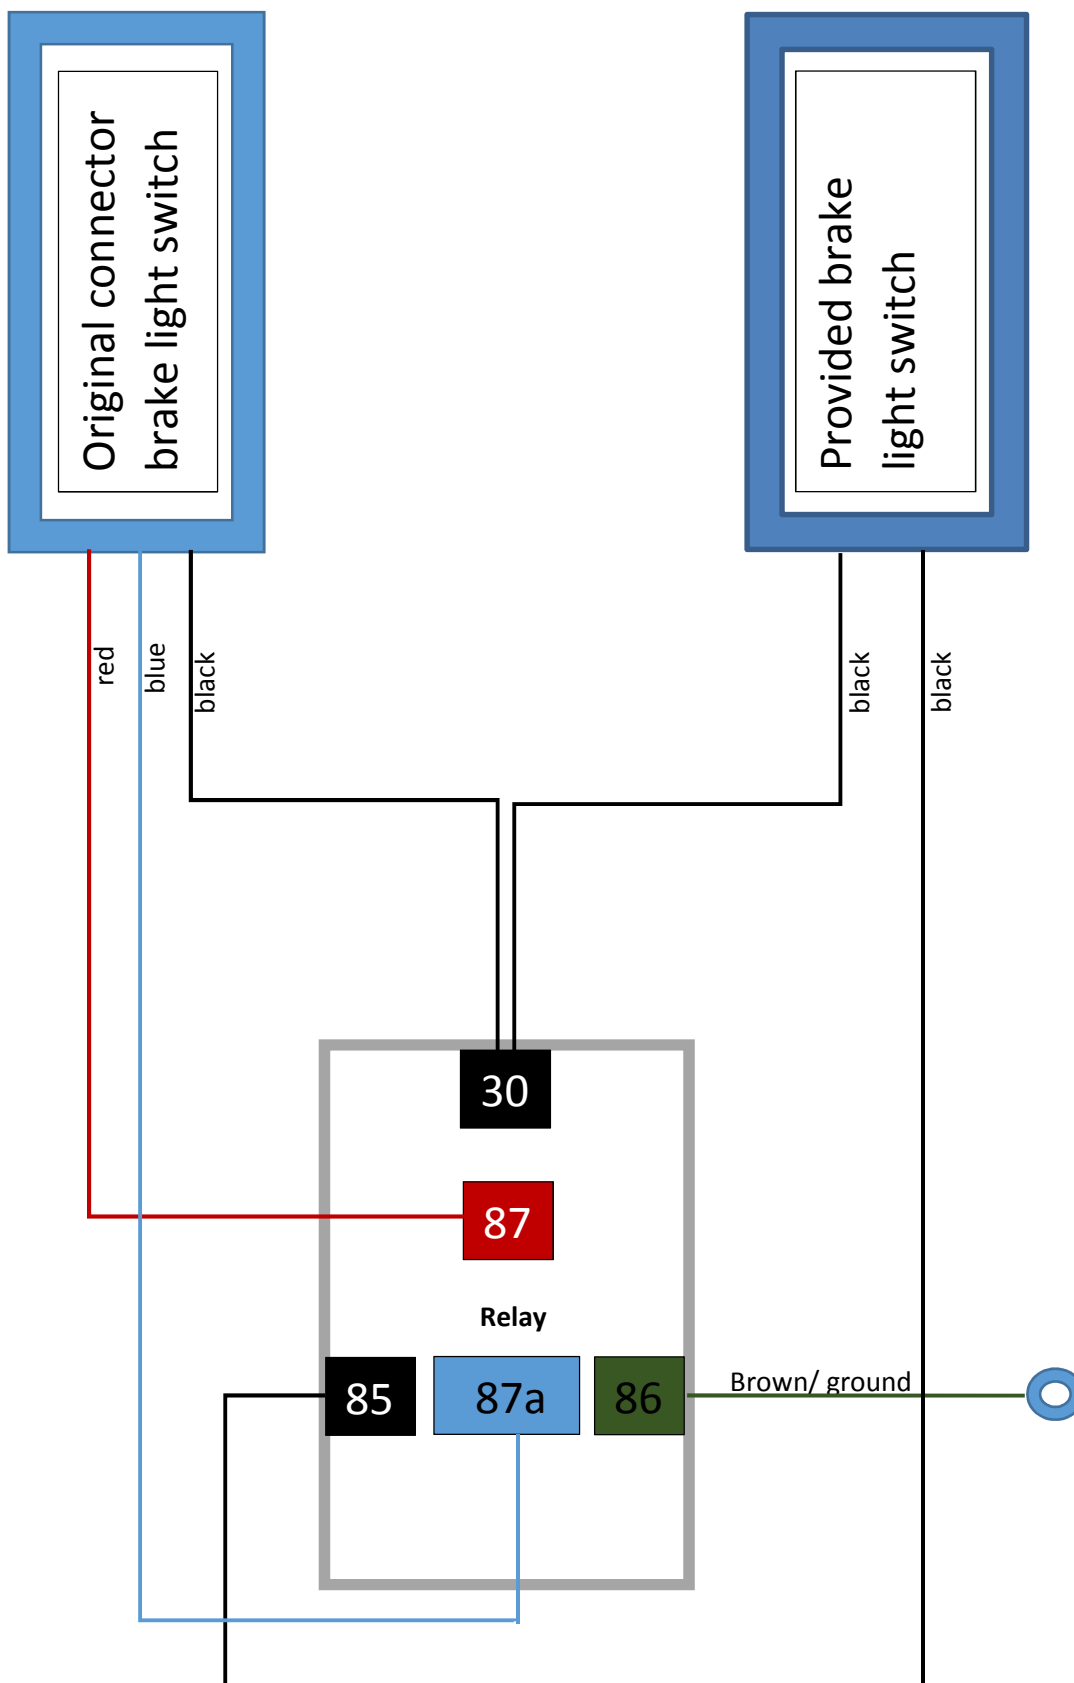 Original connector
brake light switch
Provided brake
light switch
red
blue
black
black
black
30
87
Relay
85
87a
86
Brown/ ground